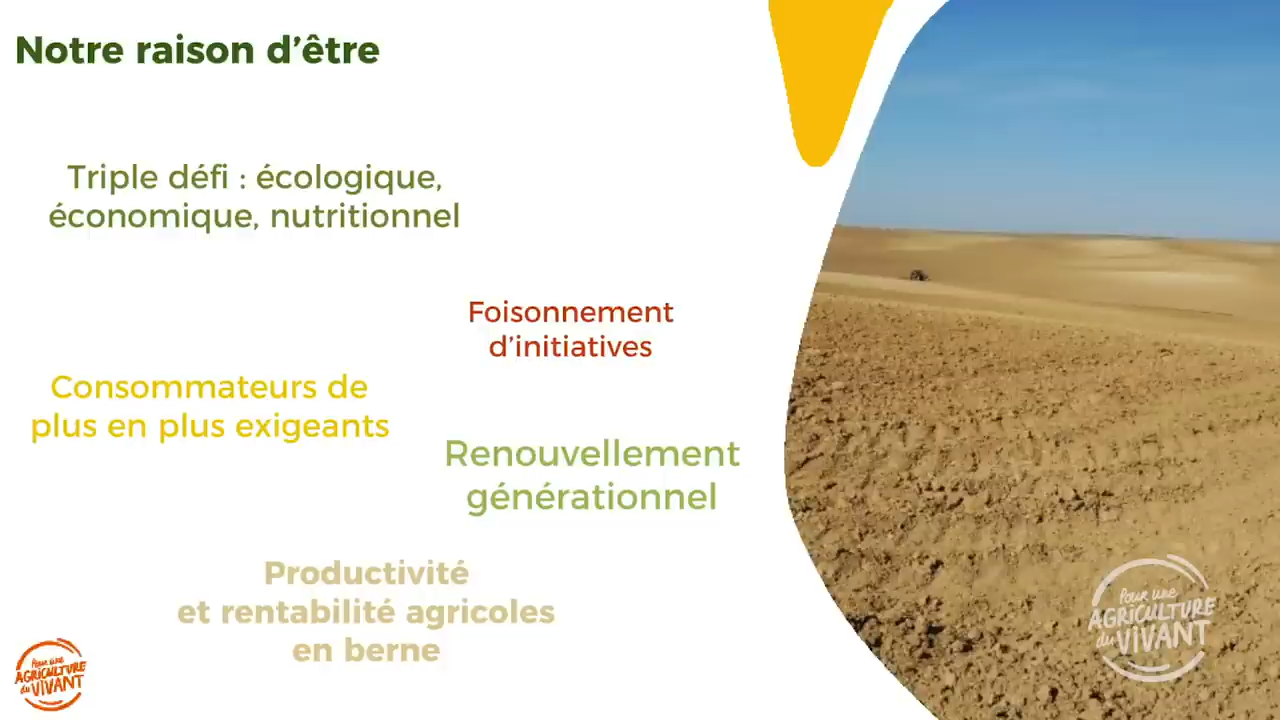 Notre raison d’être
Triple défi : écologique,
économique, nutritionnel
Foisonnement
d’initiatives
Consommateurs de
plus en plus exigeants
Renouvellement
générationnel
Productivité
et rentabilité agricoles
en berne
Pour une
AGRICULTURE
du VIVANT
Pour une
AGRICULTURE
du VIVANT